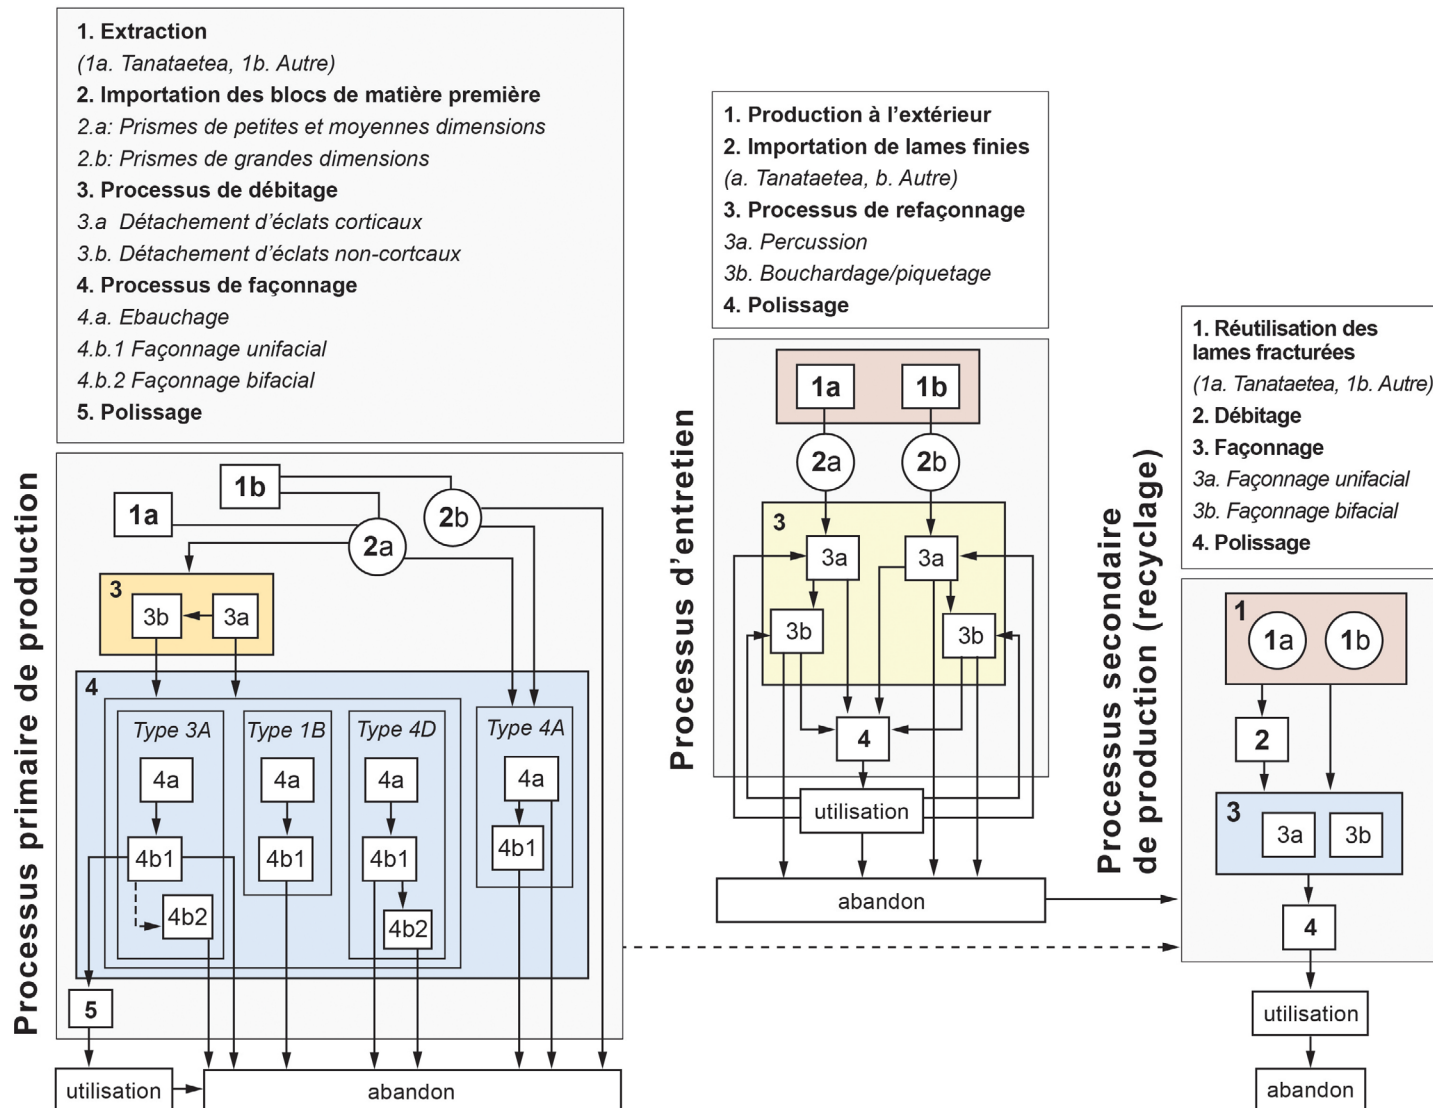 1. Extraction
(1a. Tanataetea, 1b. Autre)
2. Importation des blocs de matière première
2.a: Prismes de petites et moyennes dimensions
2.b: Prismes de grandes dimensions
3. Processus de débitage
3.a Détachement d'éclats corticaux
3.b. Détachement d'éclats non-cortcaux
4. Processus de façonnage
4.a. Ebauchage
4.b.1 Façonnage unifacial
4.b.2 Façonnage bifacial
5. Polissage
Processus primaire de production
1b
1a
2b
2a
3
3b
3a
4
Type 3A
Type 1B
Type 4D
Type 4A
4a
4a
4a
4a
4b1
4b1
4b1
4b1
4b2
4b2
5
utilisation
abandon
1. Production à l'extérieur
2. Importation de lames finies
(a. Tanataetea, b. Autre)
3. Processus de refaçonnage
3a. Percussion
3b. Bouchardage/piquetage
4. Polissage
Processus d'entretien
1a
1b
2a
2b
3
3a
3a
3b
3b
4
utilisation
abandon
1. Réutilisation des
lames fracturées
(1a. Tanataetea, 1b. Autre)
2. Débitage
3. Façonnage
3a. Façonnage unifacial
3b. Façonnage bifacial
4. Polissage
Processus secondaire
de production (recyclage)
1
1a
1b
2
3
3a
3b
4
utilisation
abandon